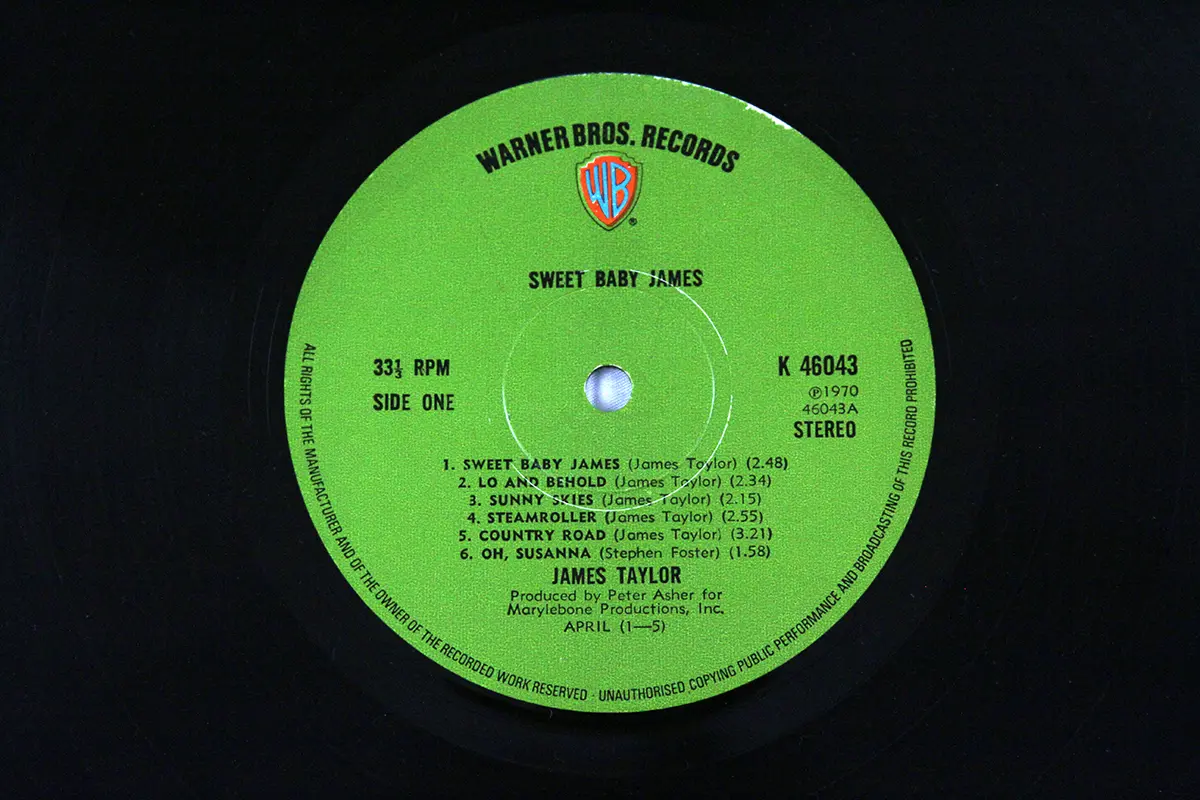 WARNER BROS. RECORDS
WB
®
SWEET BABY JAMES
33⅓ RPM
SIDE ONE
K 46043
℗1970
46043A
STEREO
1. SWEET BABY JAMES (James Taylor) (2.48)
2. LO AND BEHOLD (James Taylor) (2.34)
3. SUNNY SKIES (James Taylor) (2.15)
4. STEAMROLLER (James Taylor) (2.55)
5. COUNTRY ROAD (James Taylor) (3.21)
6. OH, SUSANNA (Stephen Foster) (1.58)
JAMES TAYLOR
Produced by Peter Asher for
Marylebone Productions, Inc.
APRIL (1—5)
ALL RIGHTS OF THE MANUFACTURER AND OF THE OWNER OF THE RECORDED WORK RESERVED · UNAUTHORISED COPYING PUBLIC PERFORMANCE AND BROADCASTING OF THIS RECORD PROHIBITED